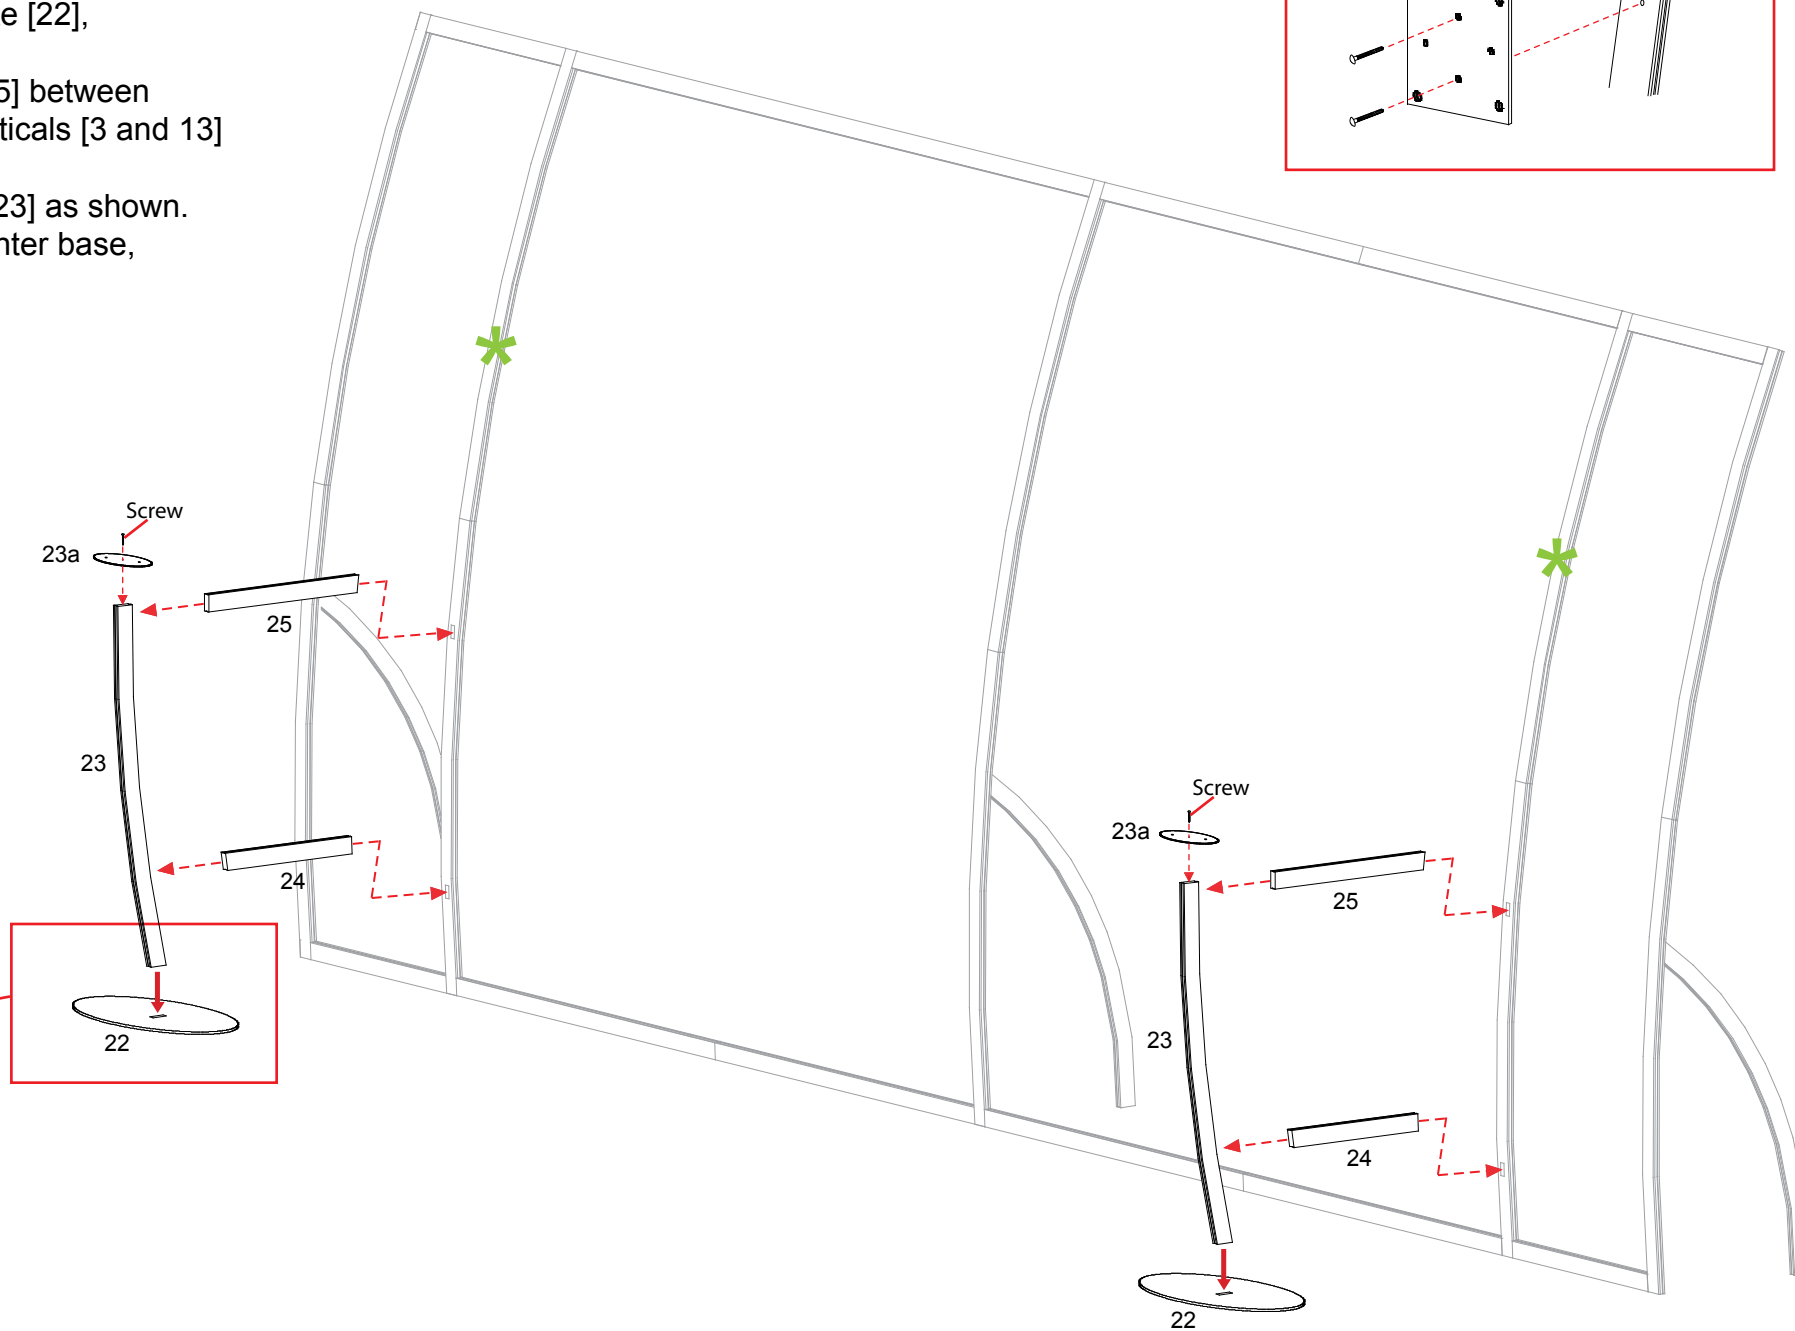 e [22],
5] between
ticals [3 and 13]
23] as shown.
nter base,
Screw
23a
25
23
24
22
Screw
23a
25
23
24
22